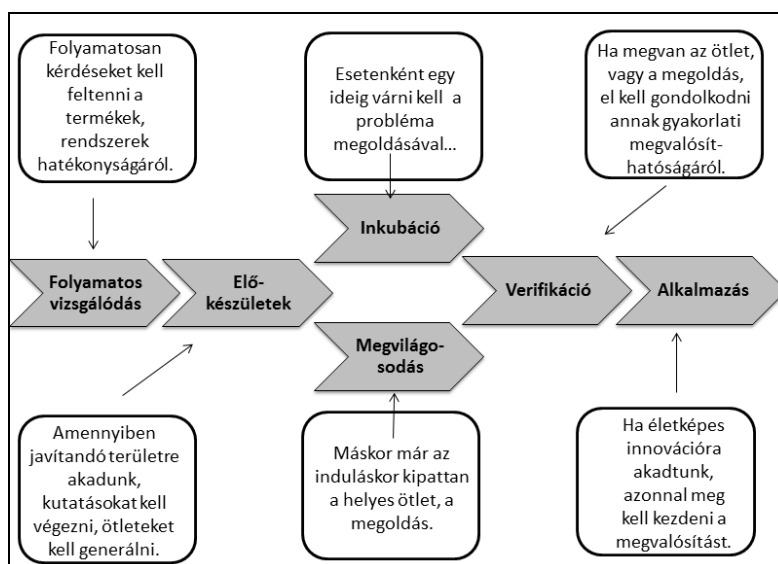 Folyamatosan
kérdéseket kell
feltenni a
termékek,
rendszerek
hatékonyságáról.
Esetenként egy
ideig várni kell a
probléma
megoldásával...
Ha megvan az ötlet,
vagy a megoldás,
el kell gondolkodni
annak gyakorlati
megvalósít-
hatóságáról.
Inkubáció
Folyamatos
vizsgálódás
Elő-
készületek
Verifikáció
Alkalmazás
Megvilágo-
sodás
Amennyiben
javítandó területre
akadunk,
kutatásokat kell
végezni, ötleteket
kell generálni.
Máskor már az
induláskor kipattan
a helyes ötlet, a
megoldás.
Ha életképes
innovációra
akadtunk,
azonnal meg
kell kezdeni a
megvalósítást.